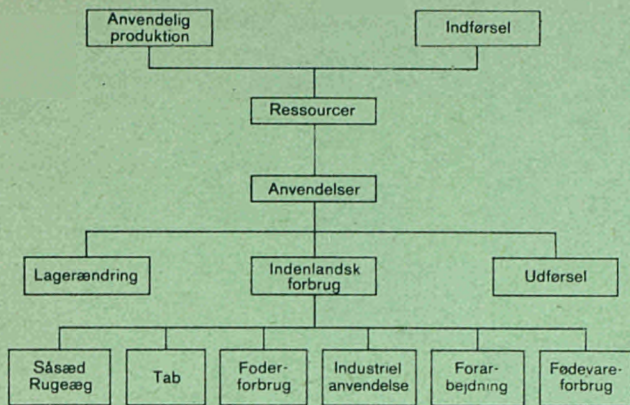 Anvendelig
produktion
Indførsel
Ressourcer
Anvendelser
Lagerændring
Indenlandsk
forbrug
Udførsel
Såsæd
Rugeæg
Tab
Foder-
forbrug
Industriel
anvendelse
Forar-
bejdning
Fødevare-
forbrug